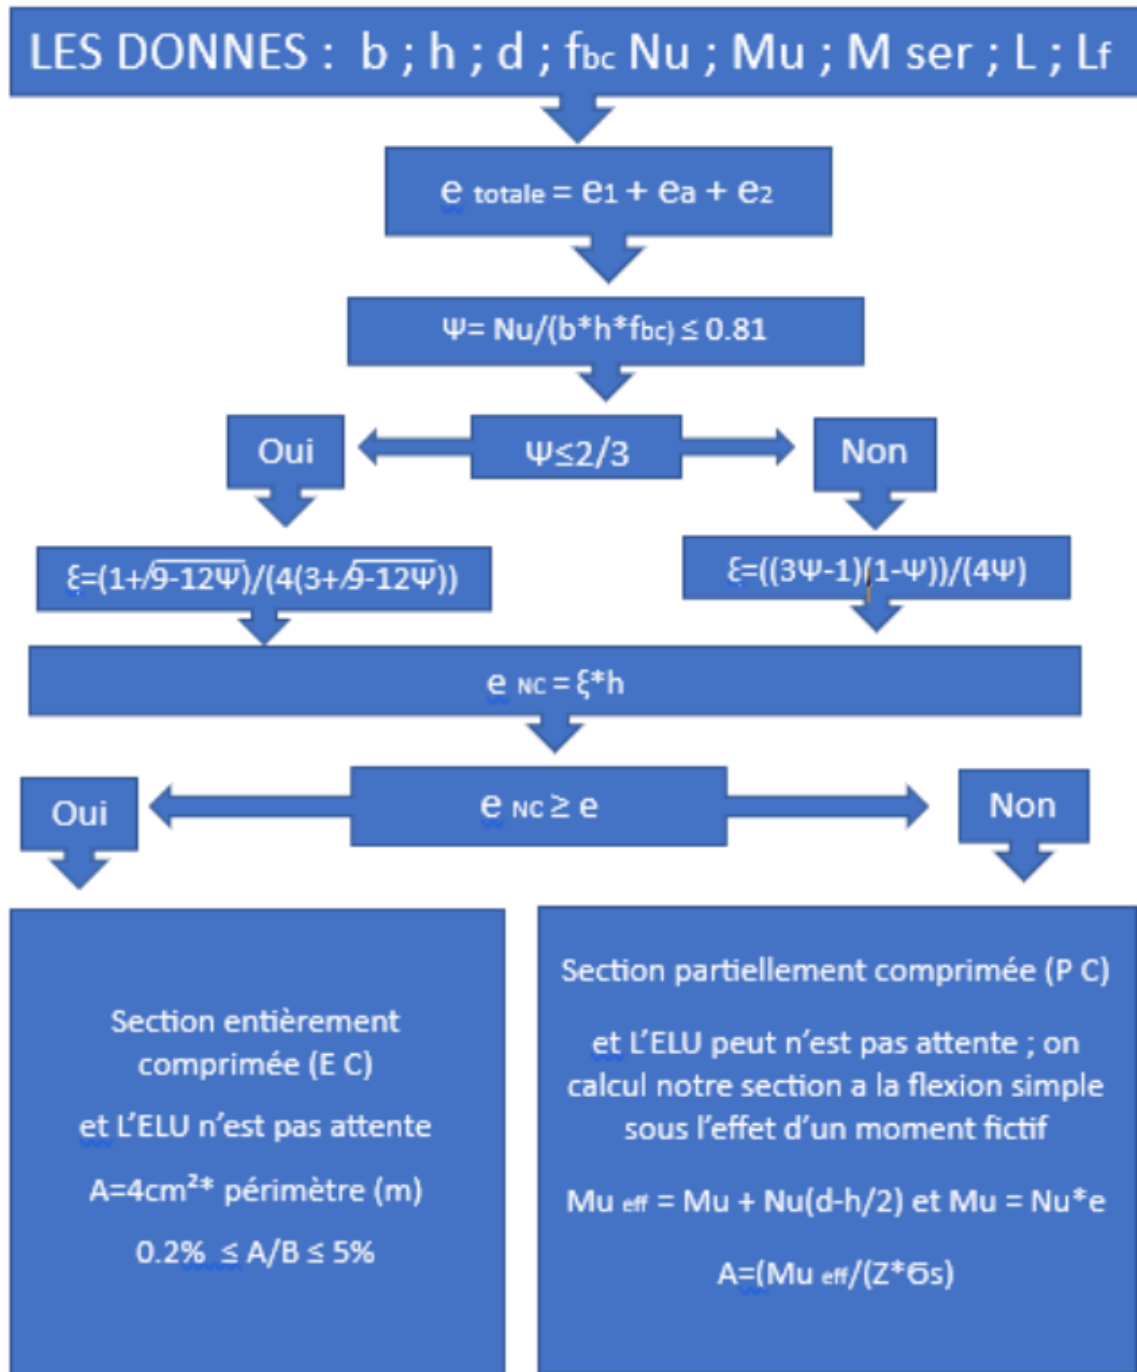 LES DONNES : b ; h ; d ; fbc Nu ; Mu ; M ser ; L ; Lf
e totale = e1 + ea + e2
Ψ= Nu/(b*h*fbc) ≤ 0.81
Oui
Ψ≤2/3
Non
ξ=(1+√9-12Ψ)/(4(3+√9-12Ψ))
ξ=((3Ψ-1)(1-Ψ))/(4Ψ)
e NC = ξ*h
Oui
e NC ≥ e
Non
Section entièrement
comprimée (E C)
et L'ELU n'est pas attente
A=4cm²* périmètre (m)
0.2% ≤ A/B ≤ 5%
Section partiellement comprimée (P C)
et L'ELU peut n'est pas attente ; on
calcul notre section a la flexion simple
sous l'effet d'un moment fictif
Mu eff = Mu + Nu(d-h/2) et Mu = Nu*e
A=(Mu eff/(Z*Ϭs)